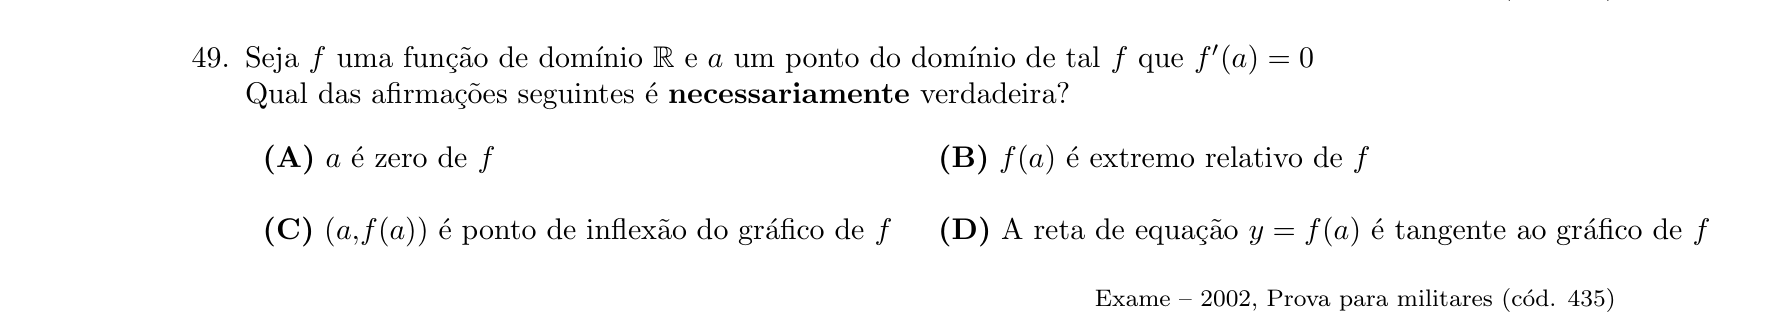 49. Seja f uma função de domínio ℝ e a um ponto do domínio de tal f que f′(a) = 0
Qual das afirmações seguintes é necessariamente verdadeira?
(A) a é zero de f
(B) f(a) é extremo relativo de f
(C) (a,f(a)) é ponto de inflexão do gráfico de f
(D) A reta de equação y = f(a) é tangente ao gráfico de f
Exame – 2002, Prova para militares (cód. 435)